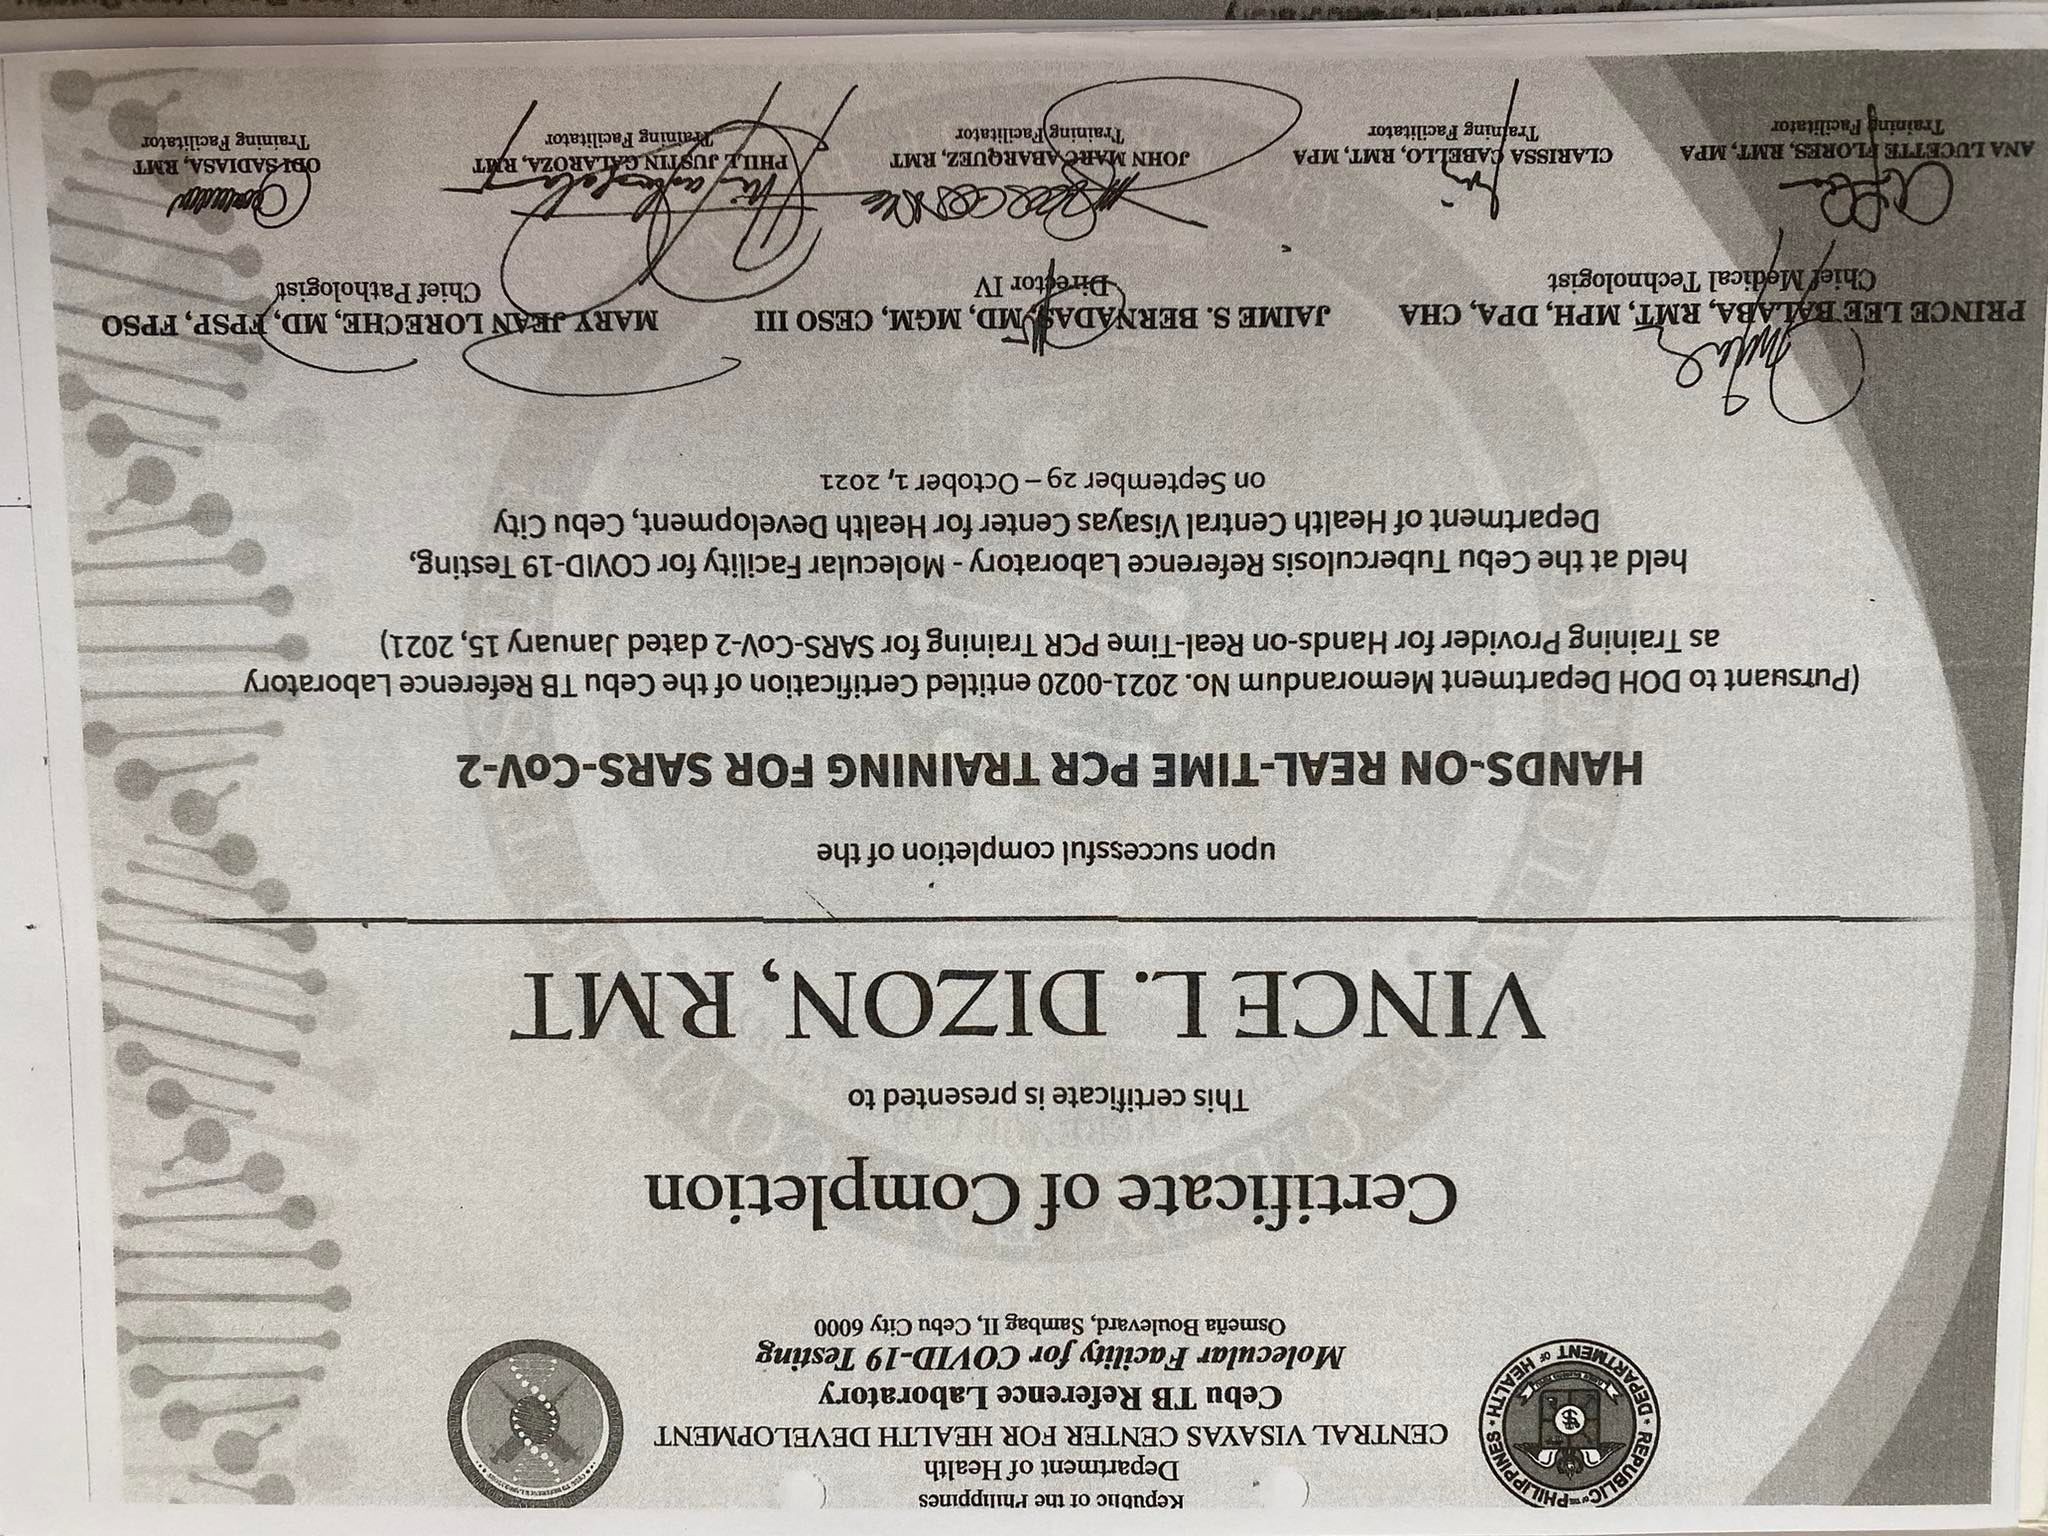 REPUBLIC OF THE PHILIPPINES
DEPARTMENT OF HEALTH
Republic of the Philippines
Department of Health
CENTRAL VISAYAS CENTER FOR HEALTH DEVELOPMENT
Cebu TB Reference Laboratory
Molecular Facility for COVID-19 Testing
Osmeña Boulevard, Sambag II, Cebu City 6000
Certificate of Completion
This certificate is presented to
VINCE L. DIZON, RMT
upon successful completion of the
HANDS-ON REAL-TIME PCR TRAINING FOR SARS-CoV-2
(Pursuant to DOH Department Memorandum No. 2021-0020 entitled Certification of the Cebu TB Reference Laboratory
as Training Provider for Hands-on Real-Time PCR Training for SARS-CoV-2 dated January 15, 2021)
held at the Cebu Tuberculosis Reference Laboratory - Molecular Facility for COVID-19 Testing,
Department of Health Central Visayas Center for Health Development, Cebu City
on September 29 – October 1, 2021
PRINCE LEE BALABA, RMT, MPH, DPA, CHA
Chief Medical Technologist
JAIME S. BERNADAS, MD, MGM, CESO III
Director IV
MARY JEAN LORECHE, MD, FPSP, FPSO
Chief Pathologist
ANA LUCETTE FLORES, RMT, MPA
Training Facilitator
CLARISSA CABELLO, RMT, MPA
Training Facilitator
JOHN MARC ABARQUEZ, RMT
Training Facilitator
PHILL JUSTIN GALAROZA, RMT
Training Facilitator
ODI SADIASA, RMT
Training Facilitator